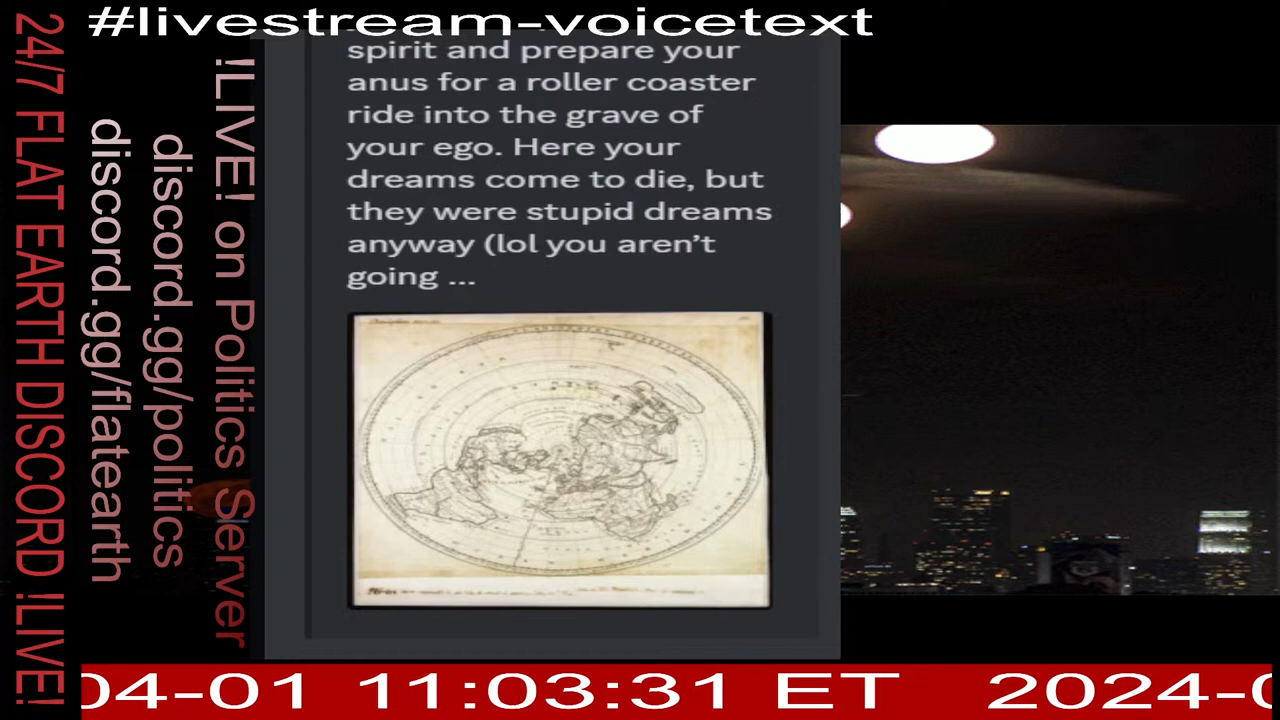 #livestream-voicetext
spirit and prepare your
anus for a roller coaster
ride into the grave of
your ego. Here your
dreams come to die, but
they were stupid dreams
anyway (lol you aren’t
going ...
24/7 FLAT EARTH DISCORD !LIVE!
discord.gg/flatearth
discord.gg/politics
!LIVE! on Politics Server
04-01 11:03:31 ET 2024-0